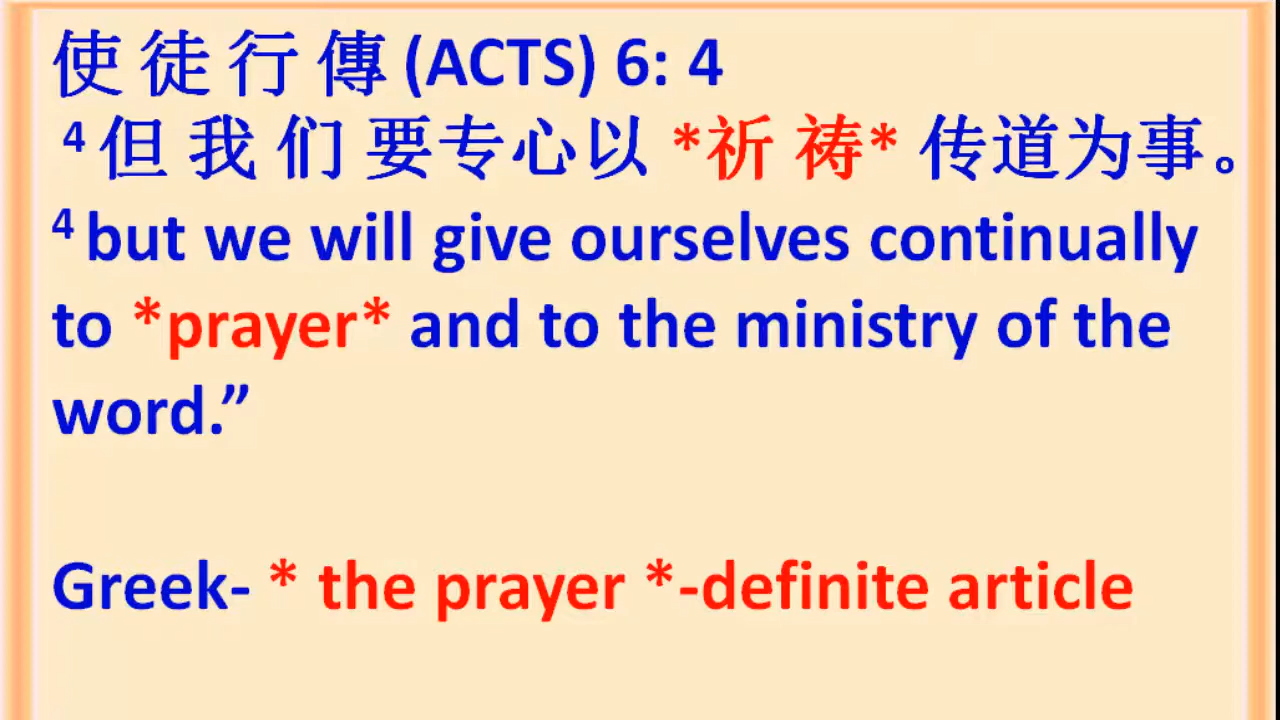 使 徒 行 傳 (ACTS) 6: 4
4 但 我 们 要专心以 *祈 祷* 传道为事。
4 but we will give ourselves continually
to *prayer* and to the ministry of the
word.”
Greek- * the prayer *-definite article